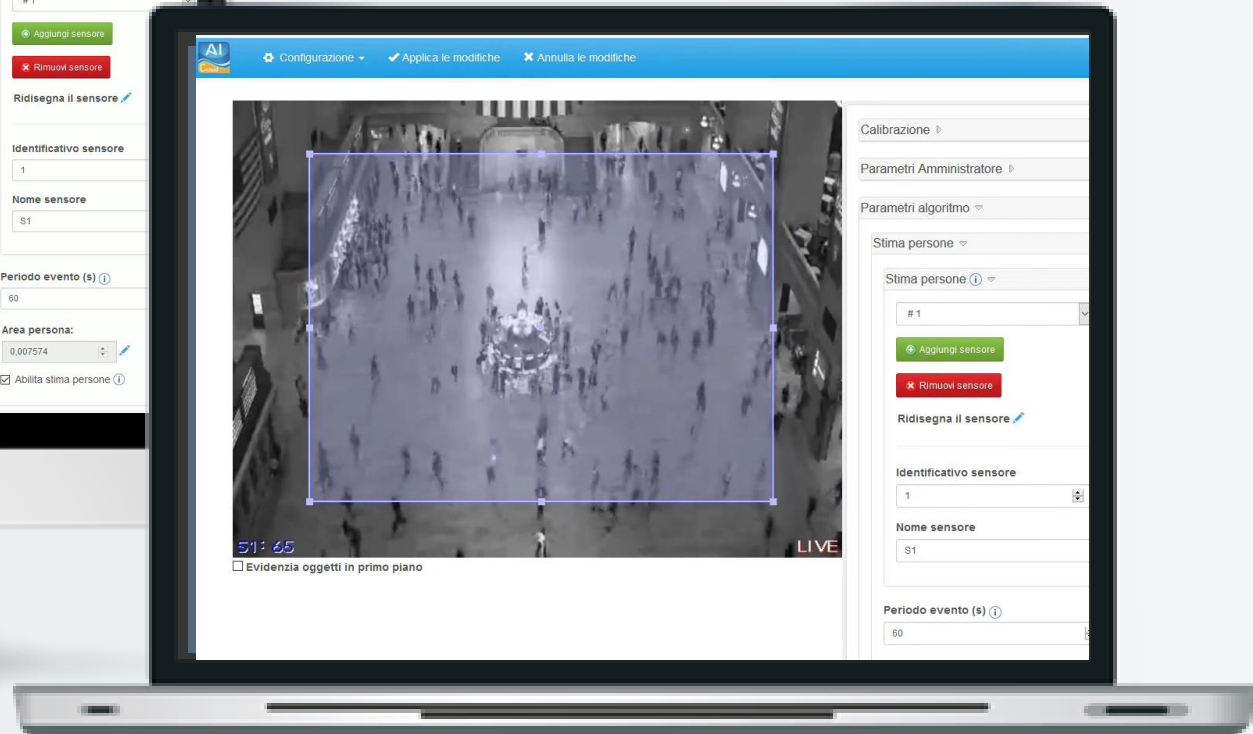 # 1
Aggiungi sensore
Rimuovi sensore
Ridisegna il sensore
Identificativo sensore
1
Nome sensore
S1
Periodo evento (s)
60
Area persona:
0,007574
Abilita stima persone
AI
Cloud
Configurazione
Applica le modifiche
Annulla le modifiche
51: 65
LIVE
Evidenzia oggetti in primo piano
Calibrazione
Parametri Amministratore
Parametri algoritmo
Stima persone
Stima persone
# 1
Aggiungi sensore
Rimuovi sensore
Ridisegna il sensore
Identificativo sensore
1
Nome sensore
S1
Periodo evento (s)
60